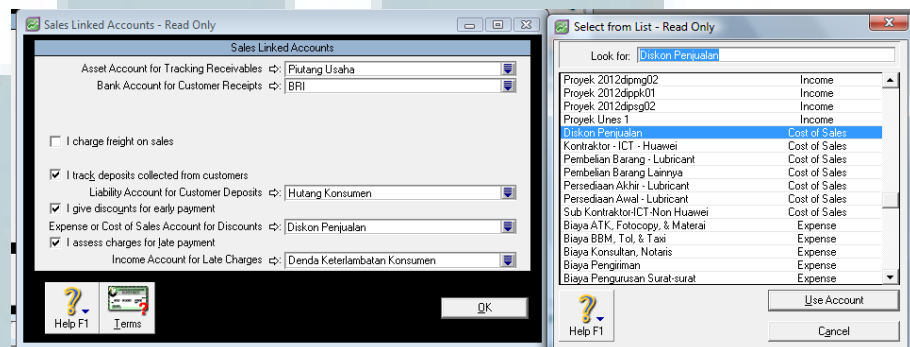 Sales Linked Accounts - Read Only
Sales Linked Accounts
Asset Account for Tracking Receivables Piutang Usaha
Bank Account for Customer Receipts BRI
I charge freight on sales
I track deposits collected from customers
Liability Account for Customer Deposits Hutang Konsumen
I give discounts for early payment
Expense or Cost of Sales Account for Discounts Diskon Penjualan
I assess charges for late payment
Income Account for Late Charges Denda Keterlambatan Konsumen
Help F1
Terms
OK
Select from List - Read Only
Look for: Diskon Penjualan
Proyek 2012dipmg02 Income
Proyek 2012dippk01 Income
Proyek 2012dipsg02 Income
Proyek Unes 1 Income
Diskon Penjualan Cost of Sales
Kontraktor - ICT - Huawei Cost of Sales
Pembelian Barang - Lubricant Cost of Sales
Pembelian Barang Lainnya Cost of Sales
Persediaan Akhir - Lubricant Cost of Sales
Persediaan Awal - Lubricant Cost of Sales
Sub Kontraktor-ICT-Non Huawei Cost of Sales
Biaya ATK, Fotocopy, & Materai Expense
Biaya BBM, Tol, & Taxi Expense
Biaya Konsultan, Notaris Expense
Biaya Pengiriman Expense
Biaya Pengurusan Surat-surat Expense
Help F1
Use Account
Cancel